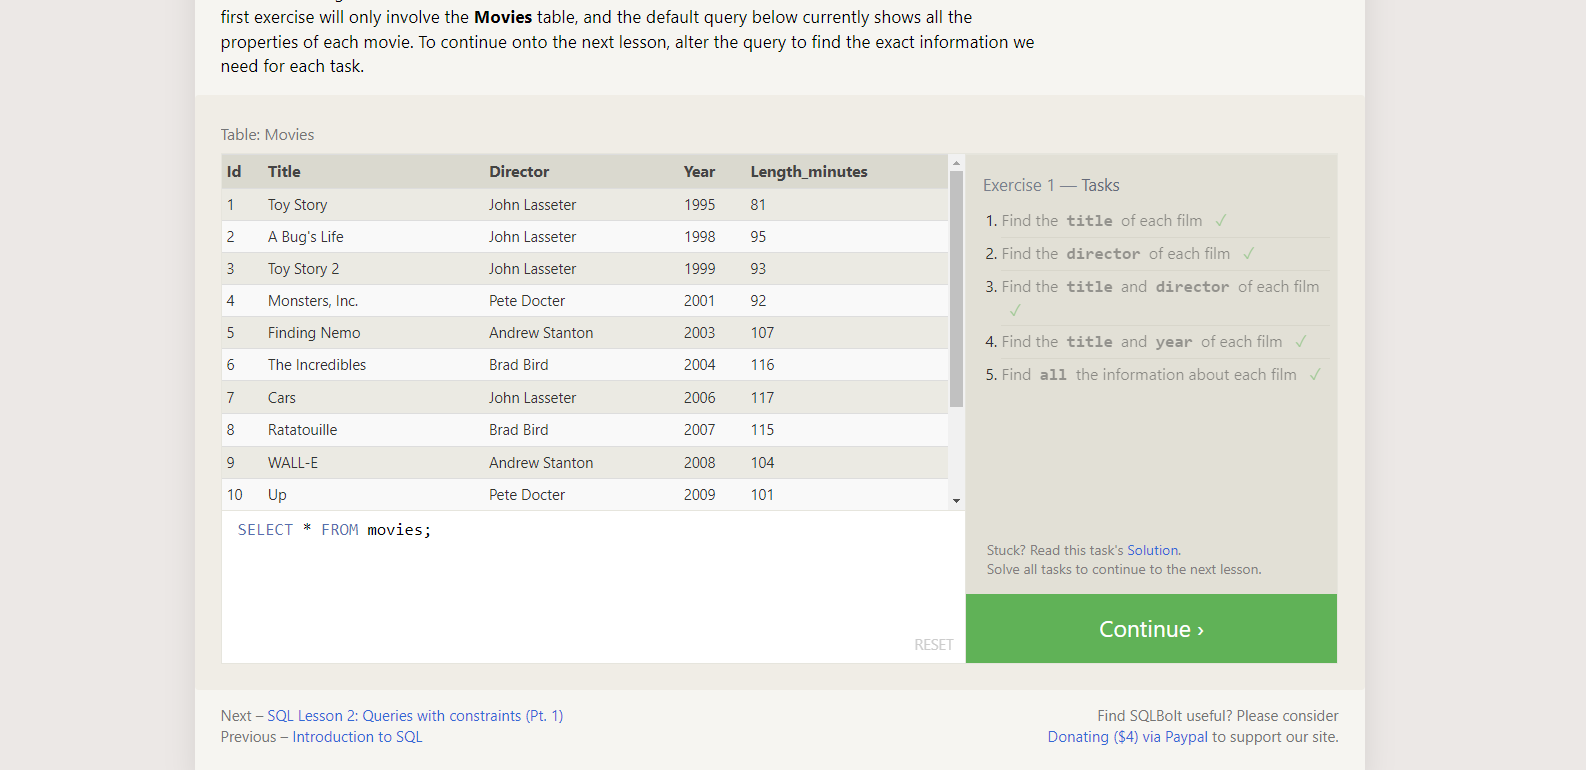 first exercise will only involve the Movies table, and the default query below currently shows all the
properties of each movie. To continue onto the next lesson, alter the query to find the exact information we
need for each task.
Table: Movies
Id Title Director Year Length_minutes
1 Toy Story John Lasseter 1995 81
2 A Bug's Life John Lasseter 1998 95
3 Toy Story 2 John Lasseter 1999 93
4 Monsters, Inc. Pete Docter 2001 92
5 Finding Nemo Andrew Stanton 2003 107
6 The Incredibles Brad Bird 2004 116
7 Cars John Lasseter 2006 117
8 Ratatouille Brad Bird 2007 115
9 WALL-E Andrew Stanton 2008 104
10 Up Pete Docter 2009 101
SELECT * FROM movies;
RESET
Exercise 1 — Tasks
1. Find the title of each film ✓
2. Find the director of each film ✓
3. Find the title and director of each film
✓
4. Find the title and year of each film ✓
5. Find all the information about each film ✓
Stuck? Read this task's Solution.
Solve all tasks to continue to the next lesson.
Continue ›
Next – SQL Lesson 2: Queries with constraints (Pt. 1)
Previous – Introduction to SQL
Find SQLBolt useful? Please consider
Donating ($4) via Paypal to support our site.